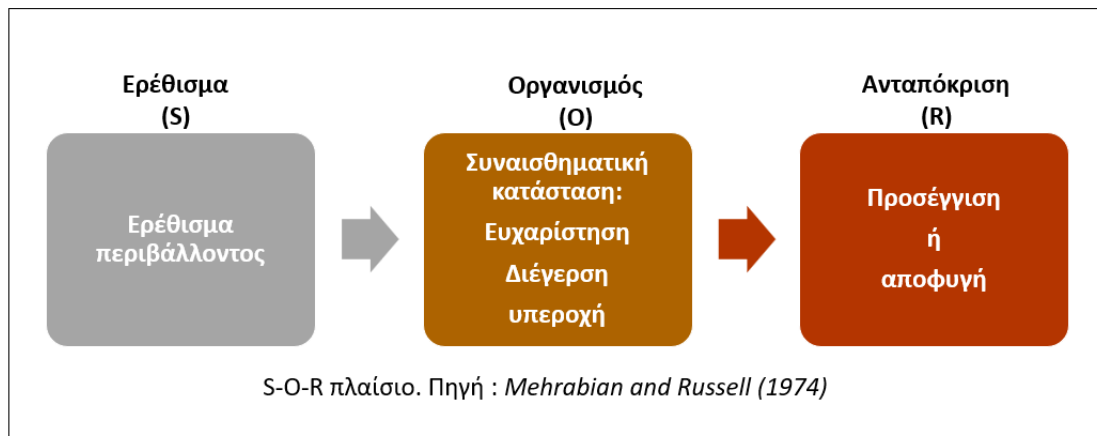 Ερέθισμα
(S)
Ερέθισμα
περιβάλλοντος
Οργανισμός
(O)
Συναισθηματική
κατάσταση:
Ευχαρίστηση
Διέγερση
υπεροχή
Ανταπόκριση
(R)
Προσέγγιση
ή
αποφυγή
S-O-R πλαίσιο. Πηγή : Mehrabian and Russell (1974)